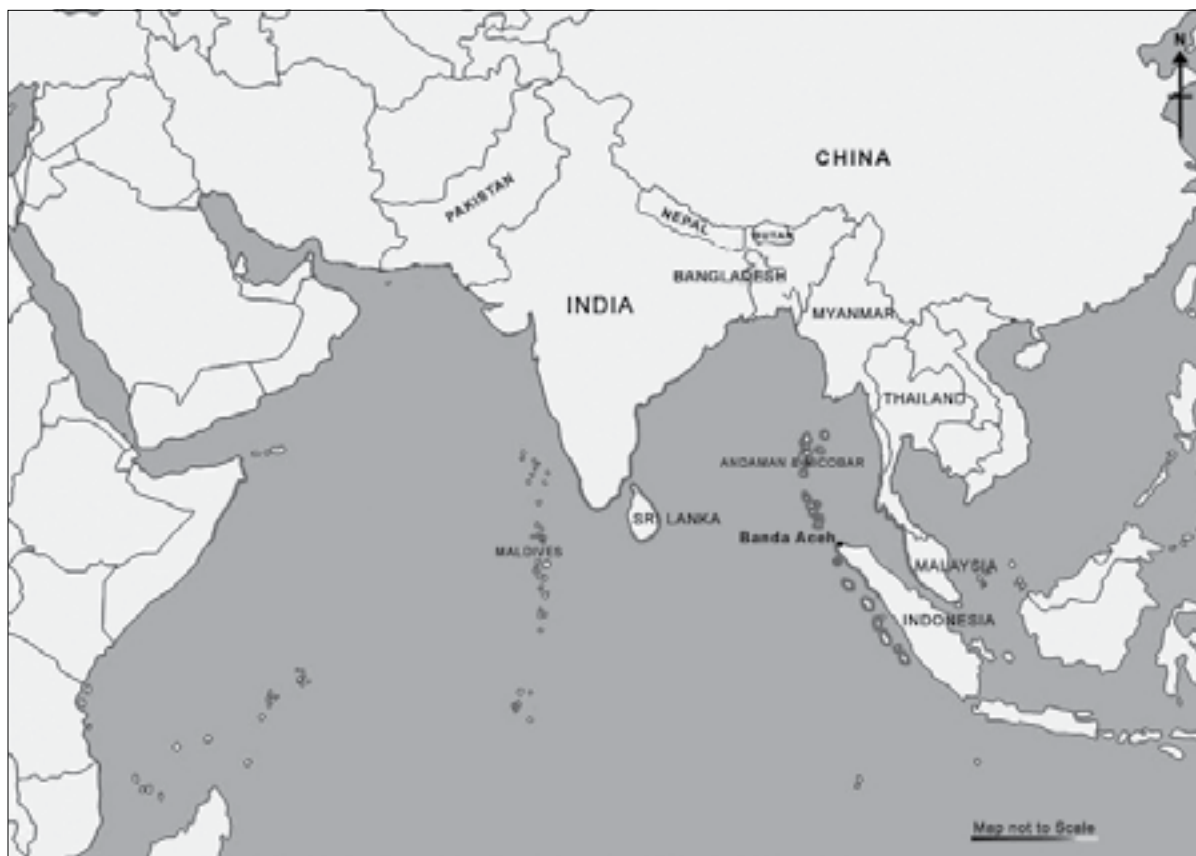 N
CHINA
PAKISTAN
NEPAL
BHUTAN
BANGLADESH
INDIA
MYANMAR
THAILAND
ANDAMAN & NICOBAR
SRI LANKA
Banda Aceh
MALDIVES
MALAYSIA
INDONESIA
Map not to Scale